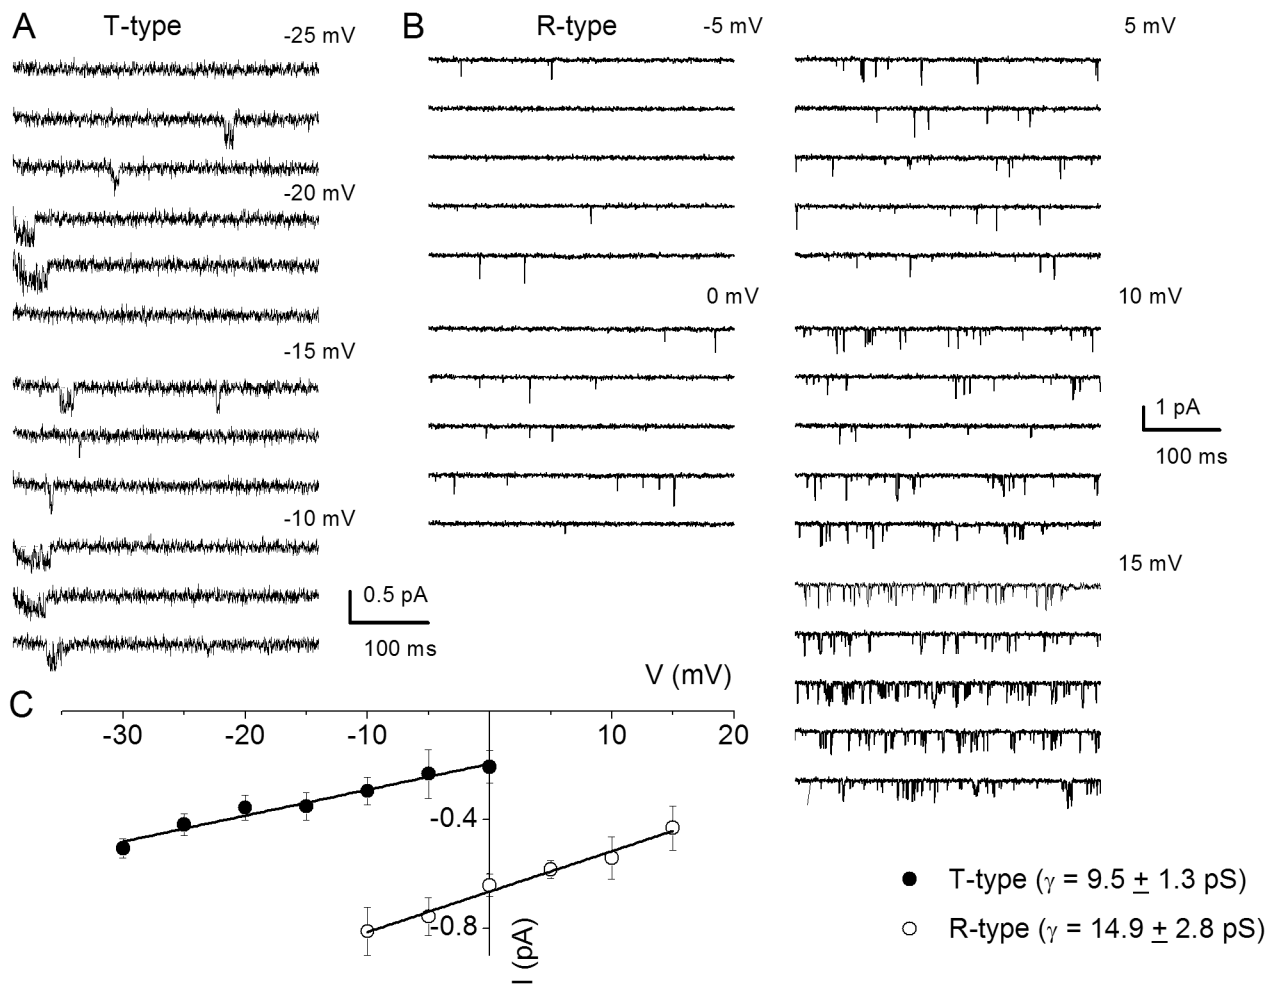 A
T-type
-25 mV
-20 mV
-15 mV
-10 mV
0.5 pA
100 ms
B
R-type
-5 mV
0 mV
5 mV
10 mV
1 pA
100 ms
15 mV
C
V (mV)
-30
-20
-10
10
20
-0.4
-0.8
I (pA)
T-type (γ = 9.5 ± 1.3 pS)
R-type (γ = 14.9 ± 2.8 pS)